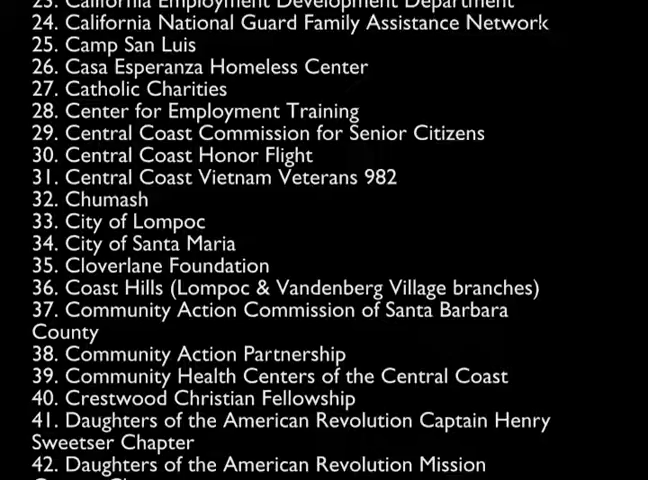 23. California Employment Development Department
24. California National Guard Family Assistance Network
25. Camp San Luis
26. Casa Esperanza Homeless Center
27. Catholic Charities
28. Center for Employment Training
29. Central Coast Commission for Senior Citizens
30. Central Coast Honor Flight
31. Central Coast Vietnam Veterans 982
32. Chumash
33. City of Lompoc
34. City of Santa Maria
35. Cloverlane Foundation
36. Coast Hills (Lompoc & Vandenberg Village branches)
37. Community Action Commission of Santa Barbara
County
38. Community Action Partnership
39. Community Health Centers of the Central Coast
40. Crestwood Christian Fellowship
41. Daughters of the American Revolution Captain Henry
Sweetser Chapter
42. Daughters of the American Revolution Mission